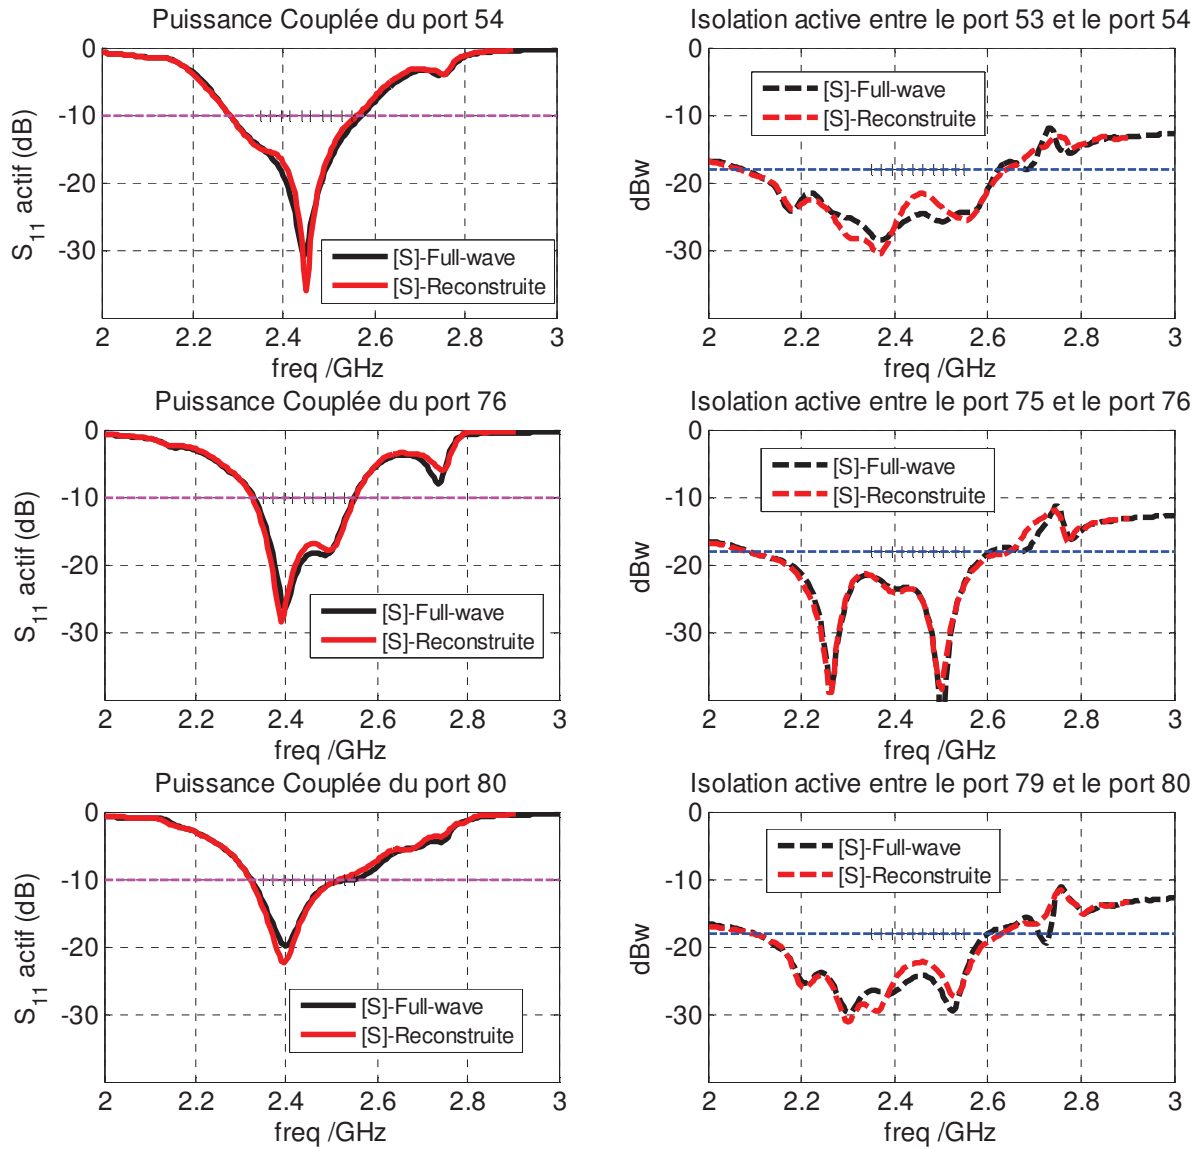 Puissance Couplée du port 54
0
-10
-20
-30
S11 actif (dB)
[S]-Full-wave
[S]-Reconstruite
2 2.2 2.4 2.6 2.8 3
freq /GHz
Isolation active entre le port 53 et le port 54
0
-10
-20
-30
dBw
[S]-Full-wave
[S]-Reconstruite
2 2.2 2.4 2.6 2.8 3
freq /GHz
Puissance Couplée du port 76
0
-10
-20
-30
S11 actif (dB)
[S]-Full-wave
[S]-Reconstruite
2 2.2 2.4 2.6 2.8 3
freq /GHz
Isolation active entre le port 75 et le port 76
0
-10
-20
-30
dBw
[S]-Full-wave
[S]-Reconstruite
2 2.2 2.4 2.6 2.8 3
freq /GHz
Puissance Couplée du port 80
0
-10
-20
-30
S11 actif (dB)
[S]-Full-wave
[S]-Reconstruite
2 2.2 2.4 2.6 2.8 3
freq /GHz
Isolation active entre le port 79 et le port 80
0
-10
-20
-30
dBw
[S]-Full-wave
[S]-Reconstruite
2 2.2 2.4 2.6 2.8 3
freq /GHz